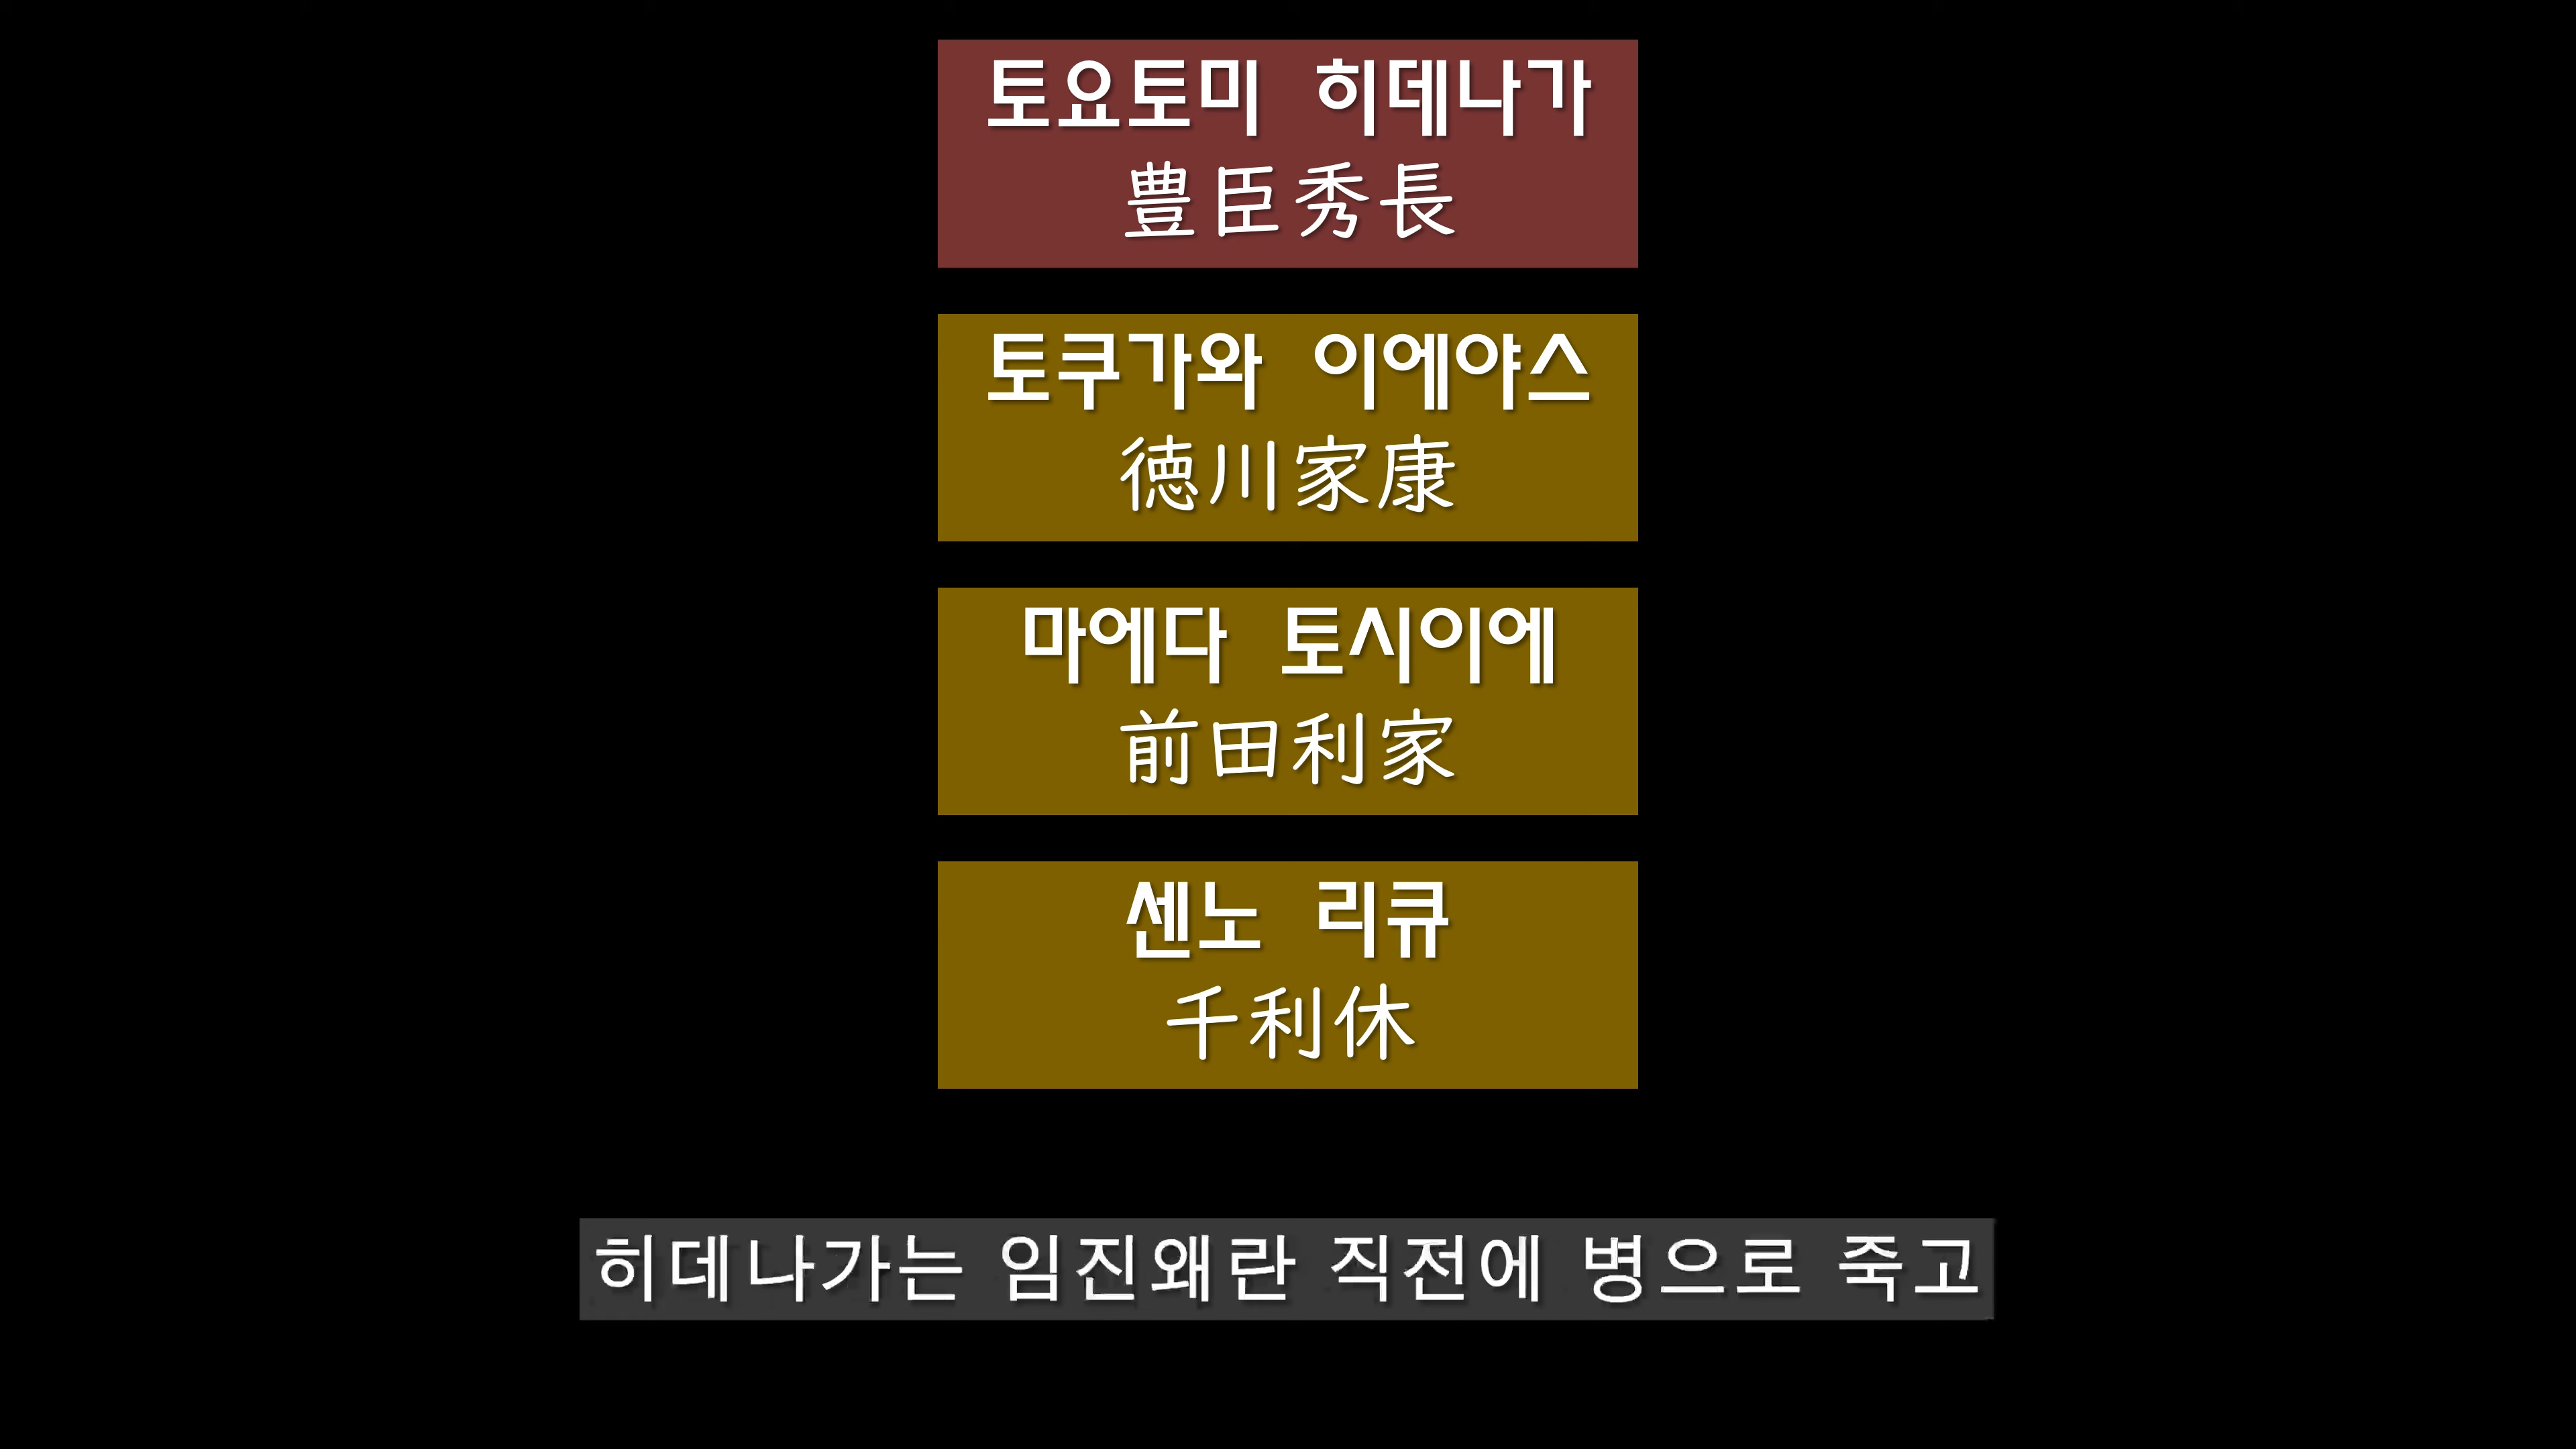 토요토미 히데나가
豊臣秀長
토쿠가와 이에야스
徳川家康
마에다 토시이에
前田利家
센노 리큐
千利休
히데나가는 임진왜란 직전에 병으로 죽고